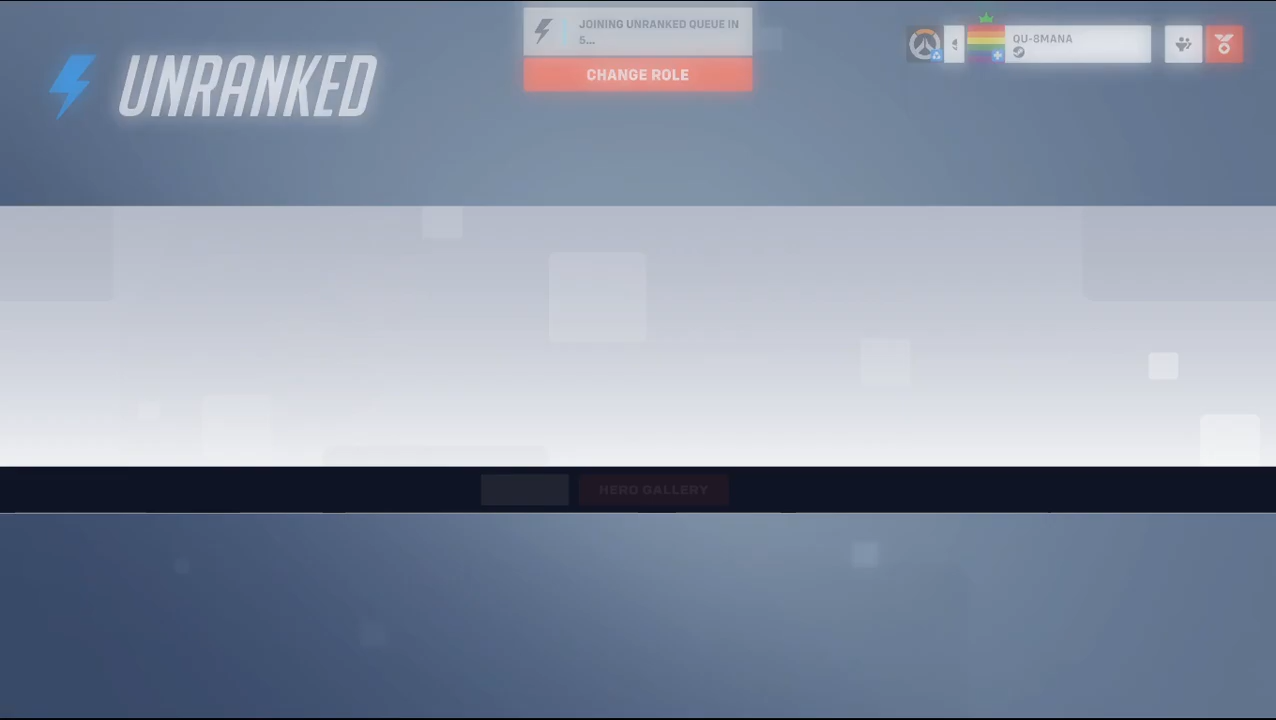 JOINING UNRANKED QUEUE IN
5...
CHANGE ROLE
UNRANKED
QU-8MANA
HERO GALLERY